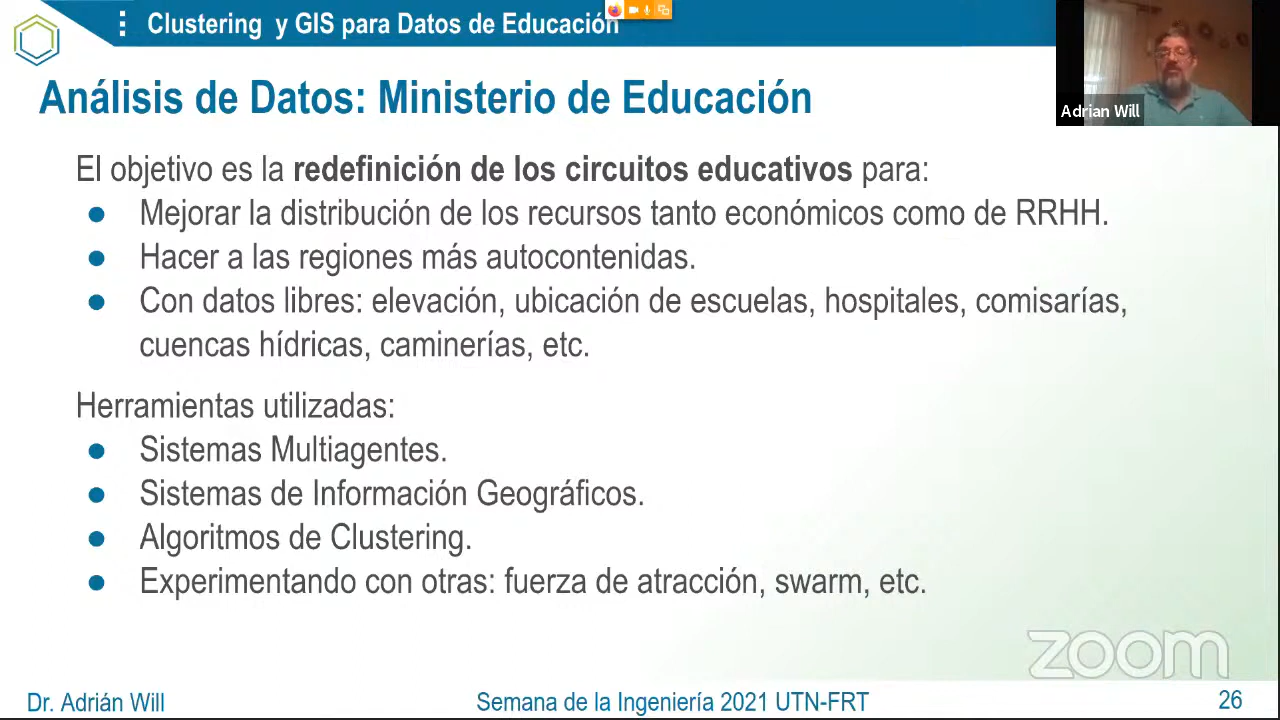 Clustering y GIS para Datos de Educación
Adrian Will
Análisis de Datos: Ministerio de Educación
El objetivo es la redefinición de los circuitos educativos para:
● Mejorar la distribución de los recursos tanto económicos como de RRHH.
● Hacer a las regiones más autocontenidas.
● Con datos libres: elevación, ubicación de escuelas, hospitales, comisarías,
cuencas hídricas, caminerías, etc.
Herramientas utilizadas:
● Sistemas Multiagentes.
● Sistemas de Información Geográficos.
● Algoritmos de Clustering.
● Experimentando con otras: fuerza de atracción, swarm, etc.
zoom
Dr. Adrián Will
Semana de la Ingeniería 2021 UTN-FRT
26